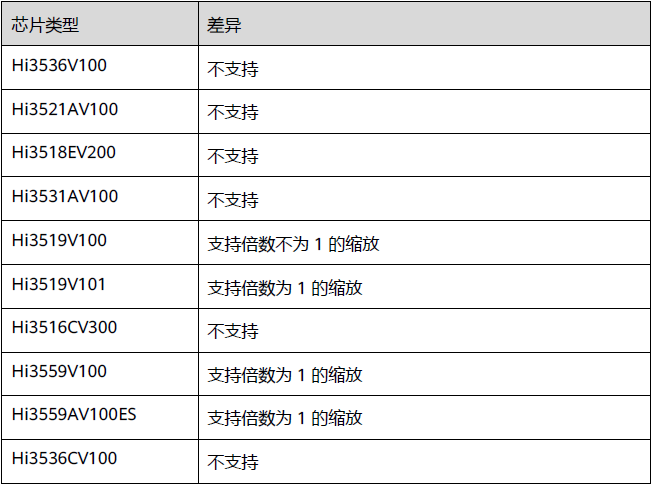 芯片类型 差异
Hi3536V100 不支持
Hi3521AV100 不支持
Hi3518EV200 不支持
Hi3531AV100 不支持
Hi3519V100 支持倍数不为 1 的缩放
Hi3519V101 支持倍数为 1 的缩放
Hi3516CV300 不支持
Hi3559V100 支持倍数为 1 的缩放
Hi3559AV100ES 支持倍数为 1 的缩放
Hi3536CV100 不支持